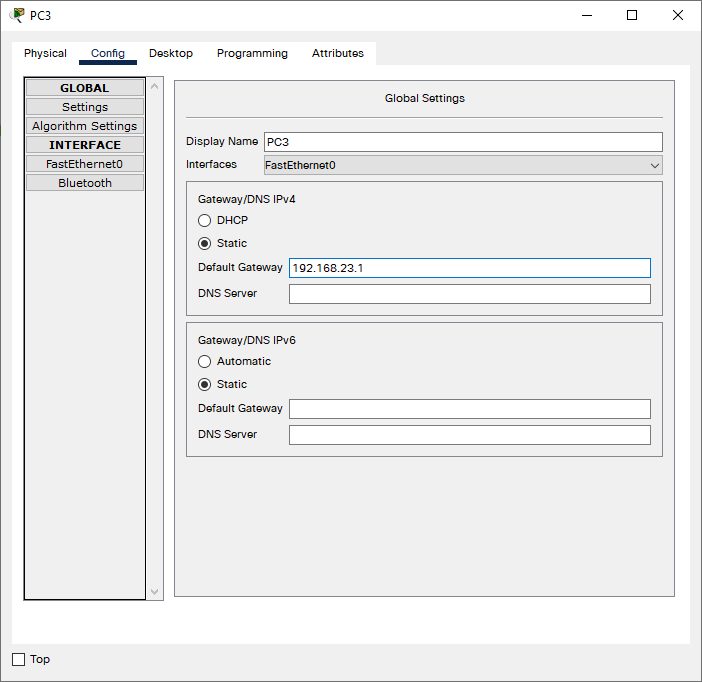 PC3
Physical Config Desktop Programming Attributes
GLOBAL
Settings
Algorithm Settings
INTERFACE
FastEthernet0
Bluetooth
Global Settings
Display Name PC3
Interfaces FastEthernet0
Gateway/DNS IPv4
DHCP
Static
Default Gateway 192.168.23.1
DNS Server
Gateway/DNS IPv6
Automatic
Static
Default Gateway
DNS Server
Top